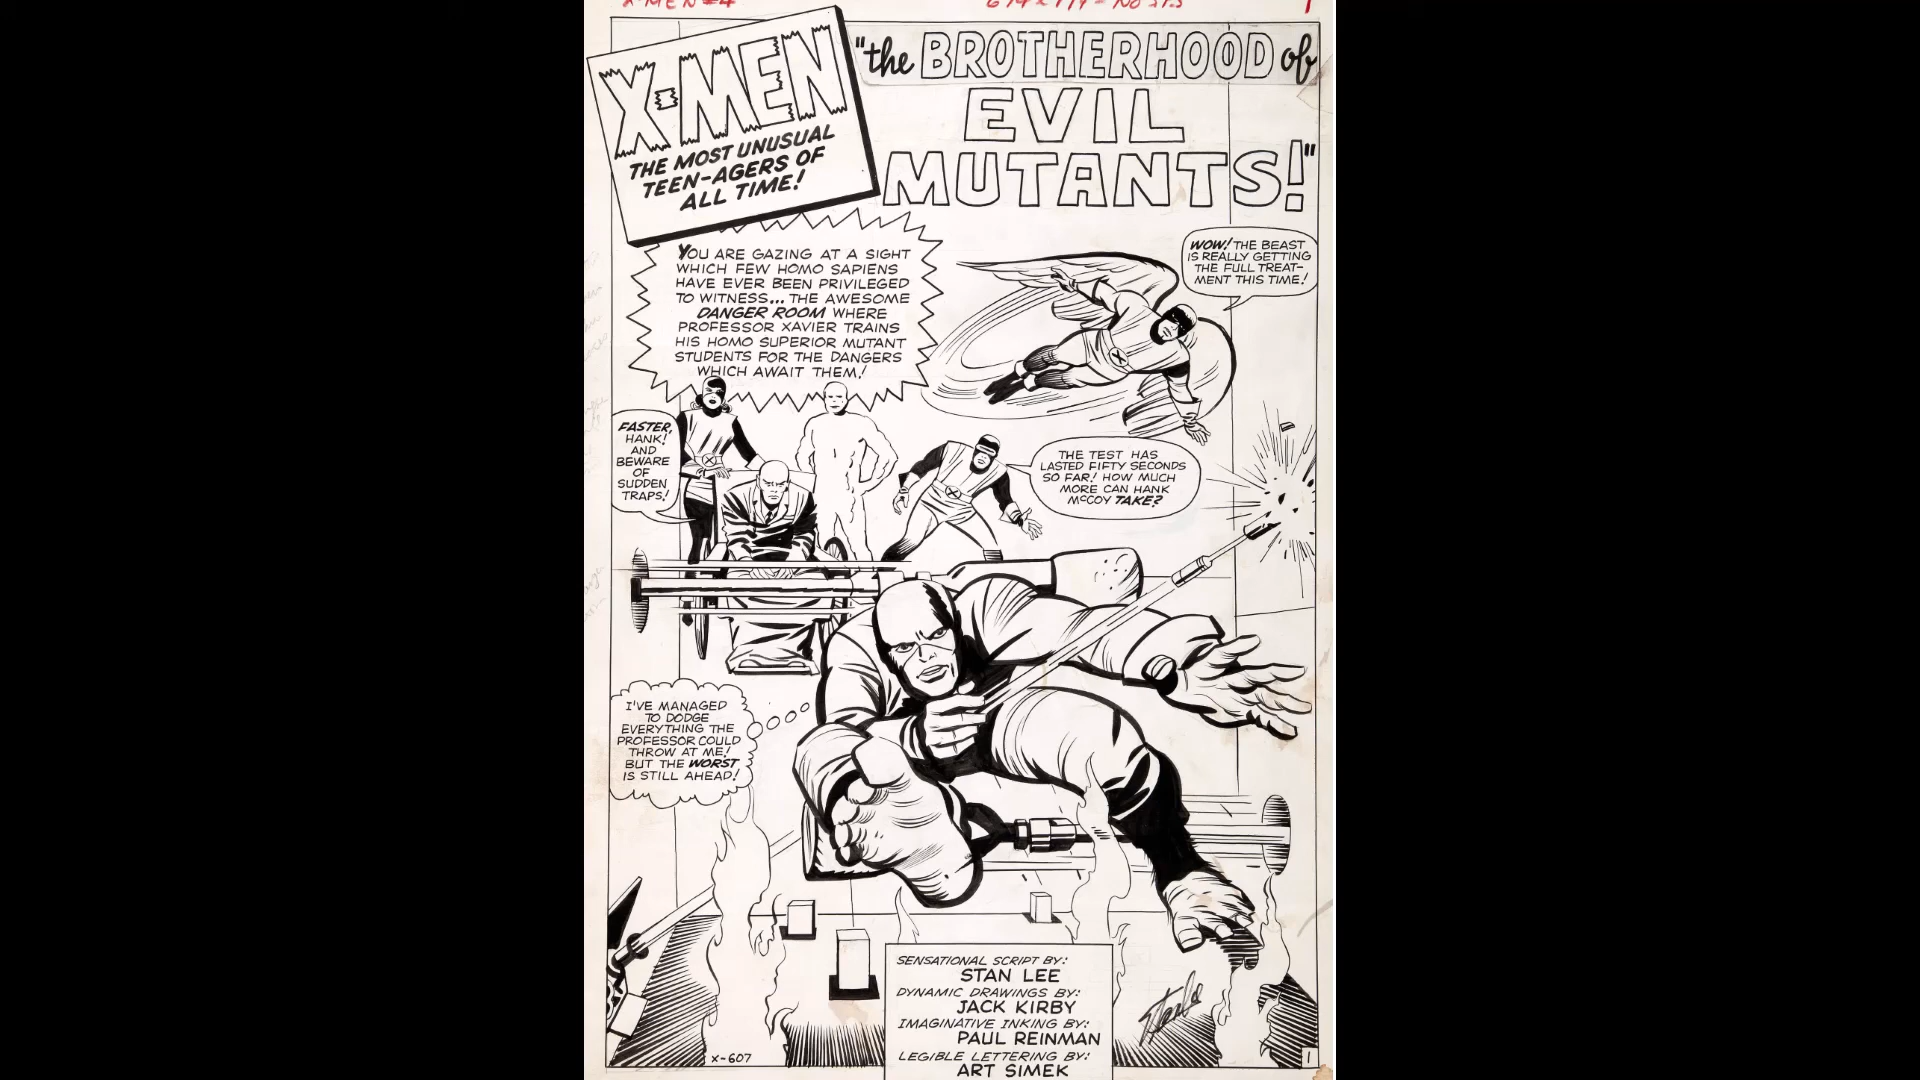 X-MEN #4
"the BROTHERHOOD of
EVIL
MUTANTS!"
X-MEN
THE MOST UNUSUAL
TEEN-AGERS OF
ALL TIME!
YOU ARE GAZING AT A SIGHT
WHICH FEW HOMO SAPIENS
HAVE EVER BEEN PRIVILEGED
TO WITNESS... THE AWESOME
DANGER ROOM WHERE
PROFESSOR XAVIER TRAINS
HIS HOMO SUPERIOR MUTANT
STUDENTS FOR THE DANGERS
WHICH AWAIT THEM!
WOW! THE BEAST
IS REALLY GETTING
THE FULL TREAT-
MENT THIS TIME!
FASTER,
HANK!
AND
BEWARE
OF
SUDDEN
TRAPS!
THE TEST HAS
LASTED FIFTY SECONDS
SO FAR! HOW MUCH
MORE CAN HANK
McCOY TAKE?
I'VE MANAGED
TO DODGE
EVERYTHING THE
PROFESSOR COULD
THROW AT ME!
BUT THE WORST
IS STILL AHEAD!
SENSATIONAL SCRIPT BY:
STAN LEE
DYNAMIC DRAWINGS BY:
JACK KIRBY
IMAGINATIVE INKING BY:
PAUL REINMAN
LEGIBLE LETTERING BY:
ART SIMEK
X-607
1